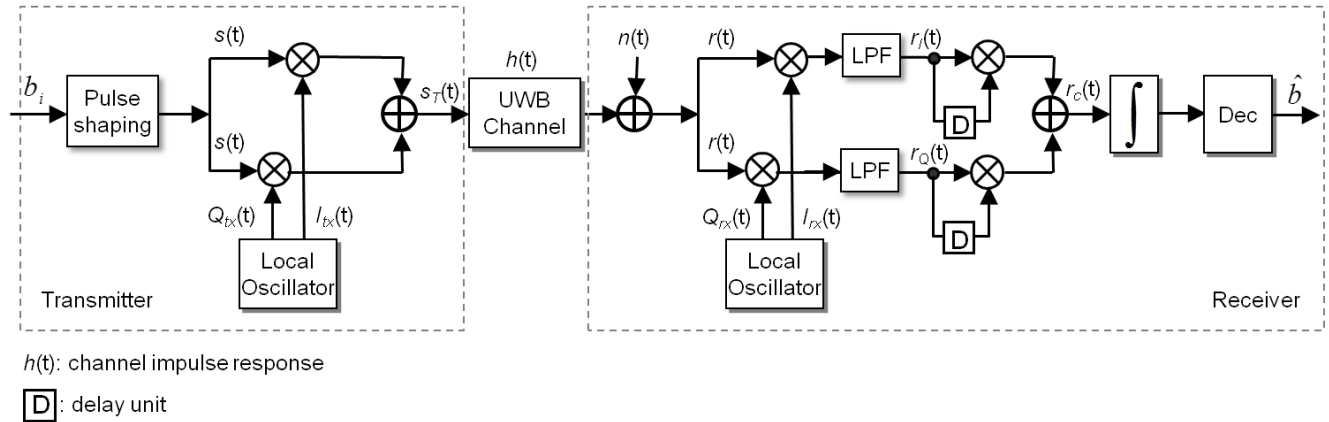 b_i
Pulse shaping
s(t)
s(t)
Q_tx(t)
I_tx(t)
Local Oscillator
s_T(t)
Transmitter
h(t)
UWB Channel
n(t)
r(t)
r(t)
Q_rx(t)
I_rx(t)
Local Oscillator
LPF
r_I(t)
D
LPF
r_Q(t)
D
r_C(t)
∫
Dec
b̂
Receiver
h(t): channel impulse response
D : delay unit